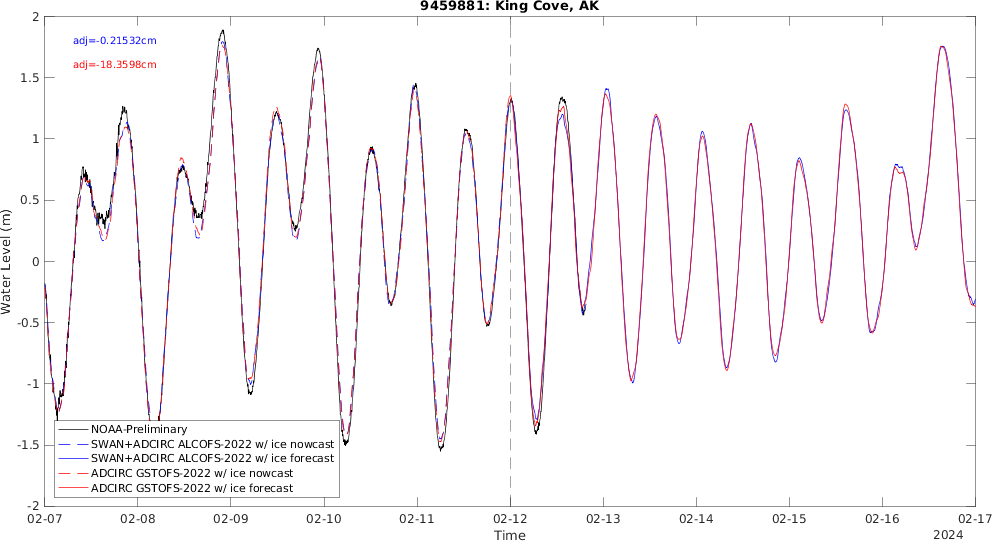 9459881: King Cove, AK
adj=-0.21532cm
adj=-18.3598cm
Water Level (m)
2
1.5
1
0.5
0
-0.5
-1
-1.5
-2
NOAA-Preliminary
SWAN+ADCIRC ALCOFS-2022 w/ ice nowcast
SWAN+ADCIRC ALCOFS-2022 w/ ice forecast
ADCIRC GSTOFS-2022 w/ ice nowcast
ADCIRC GSTOFS-2022 w/ ice forecast
02-07 02-08 02-09 02-10 02-11 02-12 02-13 02-14 02-15 02-16 02-17
Time
2024